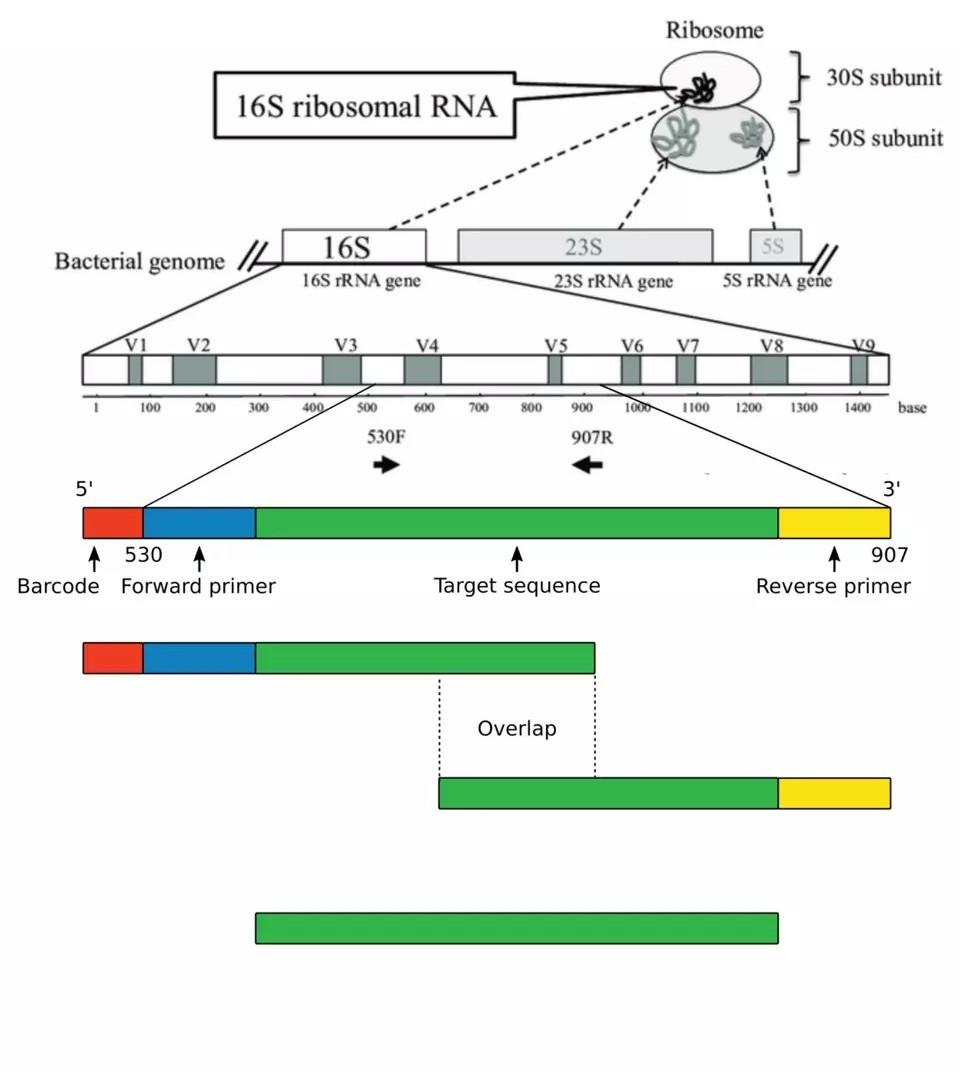 Ribosome
30S subunit
16S ribosomal RNA
50S subunit
16S
23S
5S
Bacterial genome
16S rRNA gene
23S rRNA gene
5S rRNA gene
V1 V2 V3 V4 V5 V6 V7 V8 V9
1 100 200 300 400 500 600 700 800 900 1000 1100 1200 1300 1400 base
530F 907R
5' 3'
530 907
Barcode Forward primer Target sequence Reverse primer
Overlap